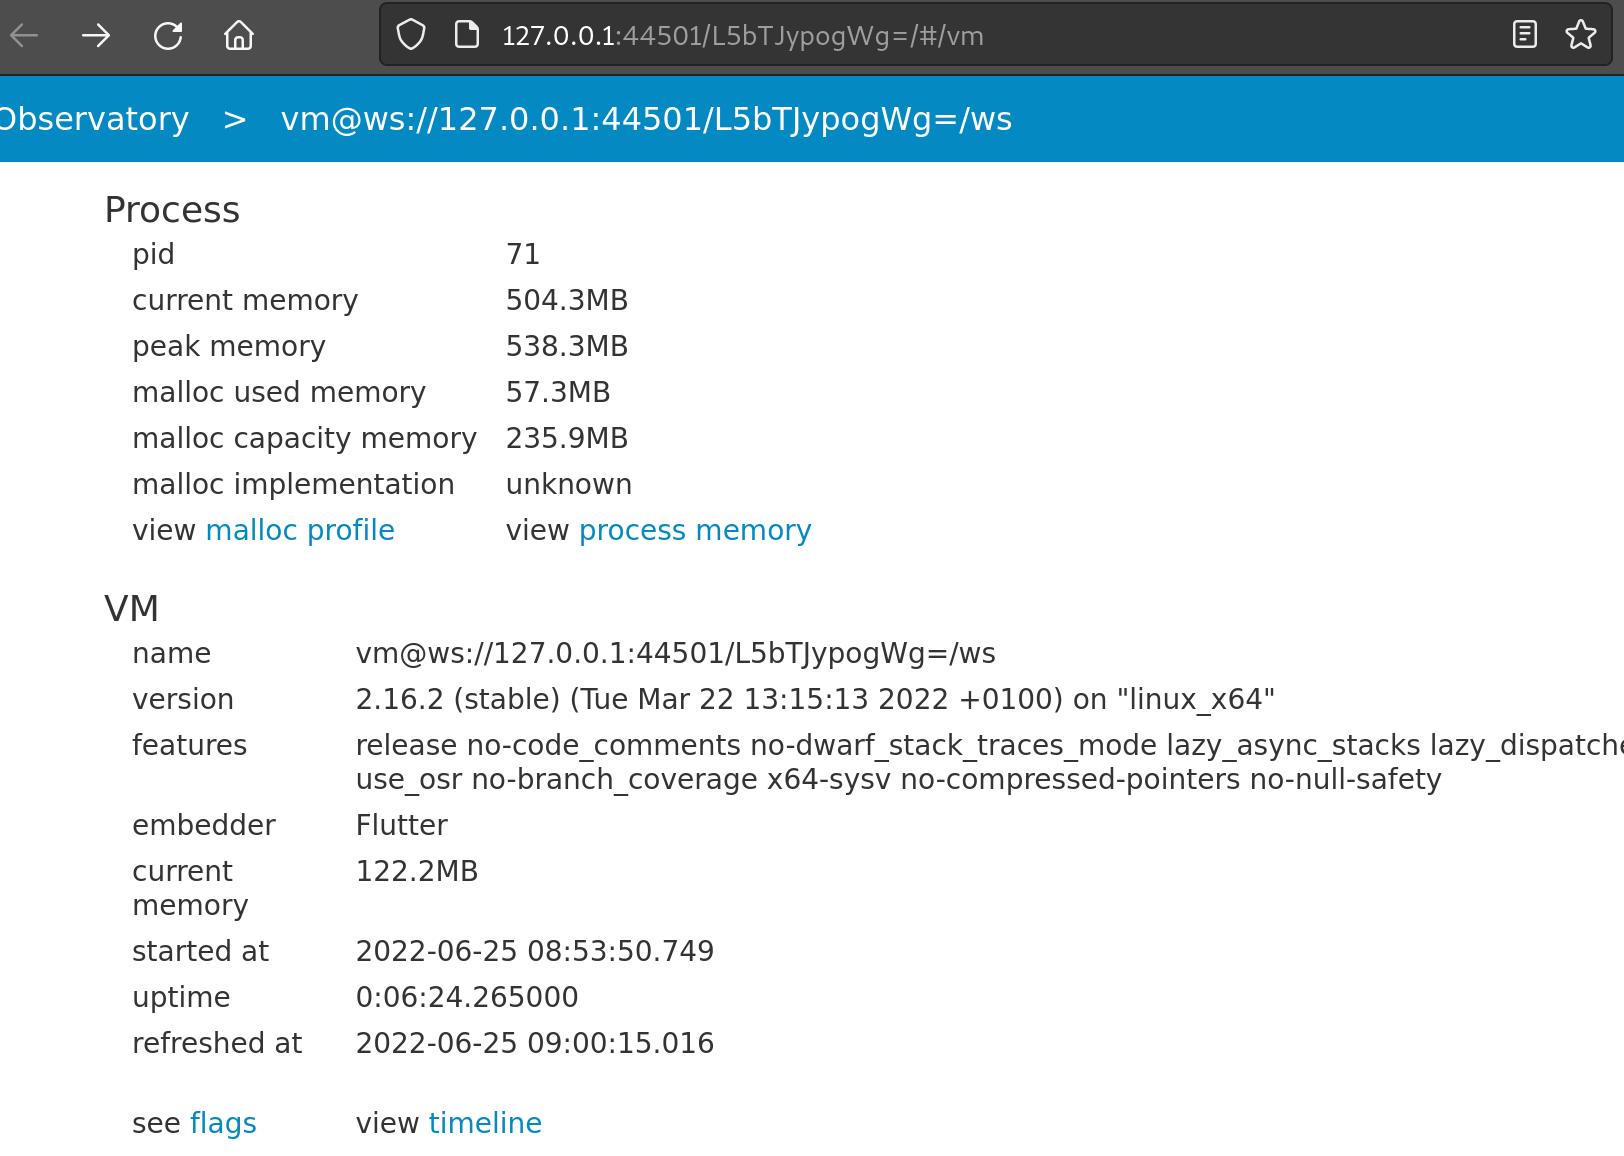 127.0.0.1:44501/L5bTJypogWg=/#/vm
Observatory > vm@ws://127.0.0.1:44501/L5bTJypogWg=/ws
Process
pid 71
current memory 504.3MB
peak memory 538.3MB
malloc used memory 57.3MB
malloc capacity memory 235.9MB
malloc implementation unknown
view malloc profile view process memory
VM
name vm@ws://127.0.0.1:44501/L5bTJypogWg=/ws
version 2.16.2 (stable) (Tue Mar 22 13:15:13 2022 +0100) on "linux_x64"
features release no-code_comments no-dwarf_stack_traces_mode lazy_async_stacks lazy_dispatche
use_osr no-branch_coverage x64-sysv no-compressed-pointers no-null-safety
embedder Flutter
current 122.2MB
memory
started at 2022-06-25 08:53:50.749
uptime 0:06:24.265000
refreshed at 2022-06-25 09:00:15.016
see flags view timeline